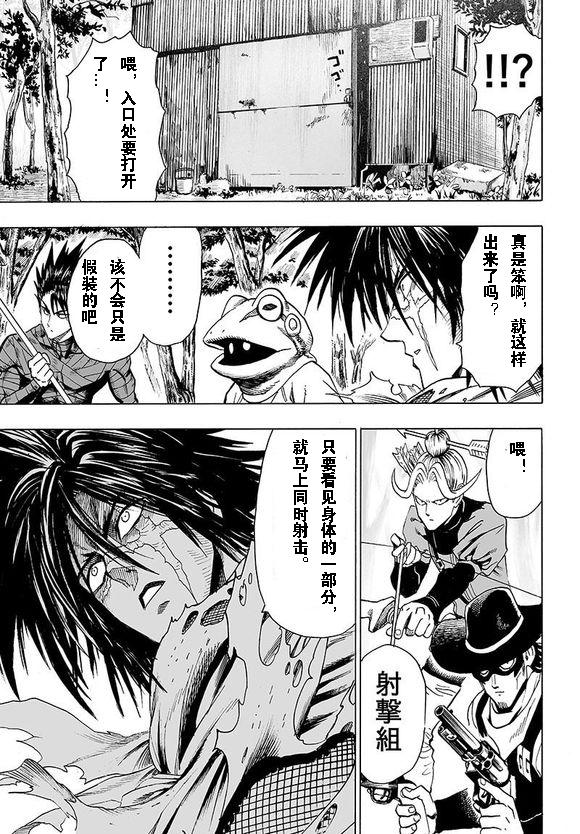 !!?
ゴゴ
喂，入口处要打开
了…！
真是笨啊，就这样
出来了吗？
………
该不会只是
假装的吧
喂！
射撃組
只要看见身体的一部分，
就马上同时射击。